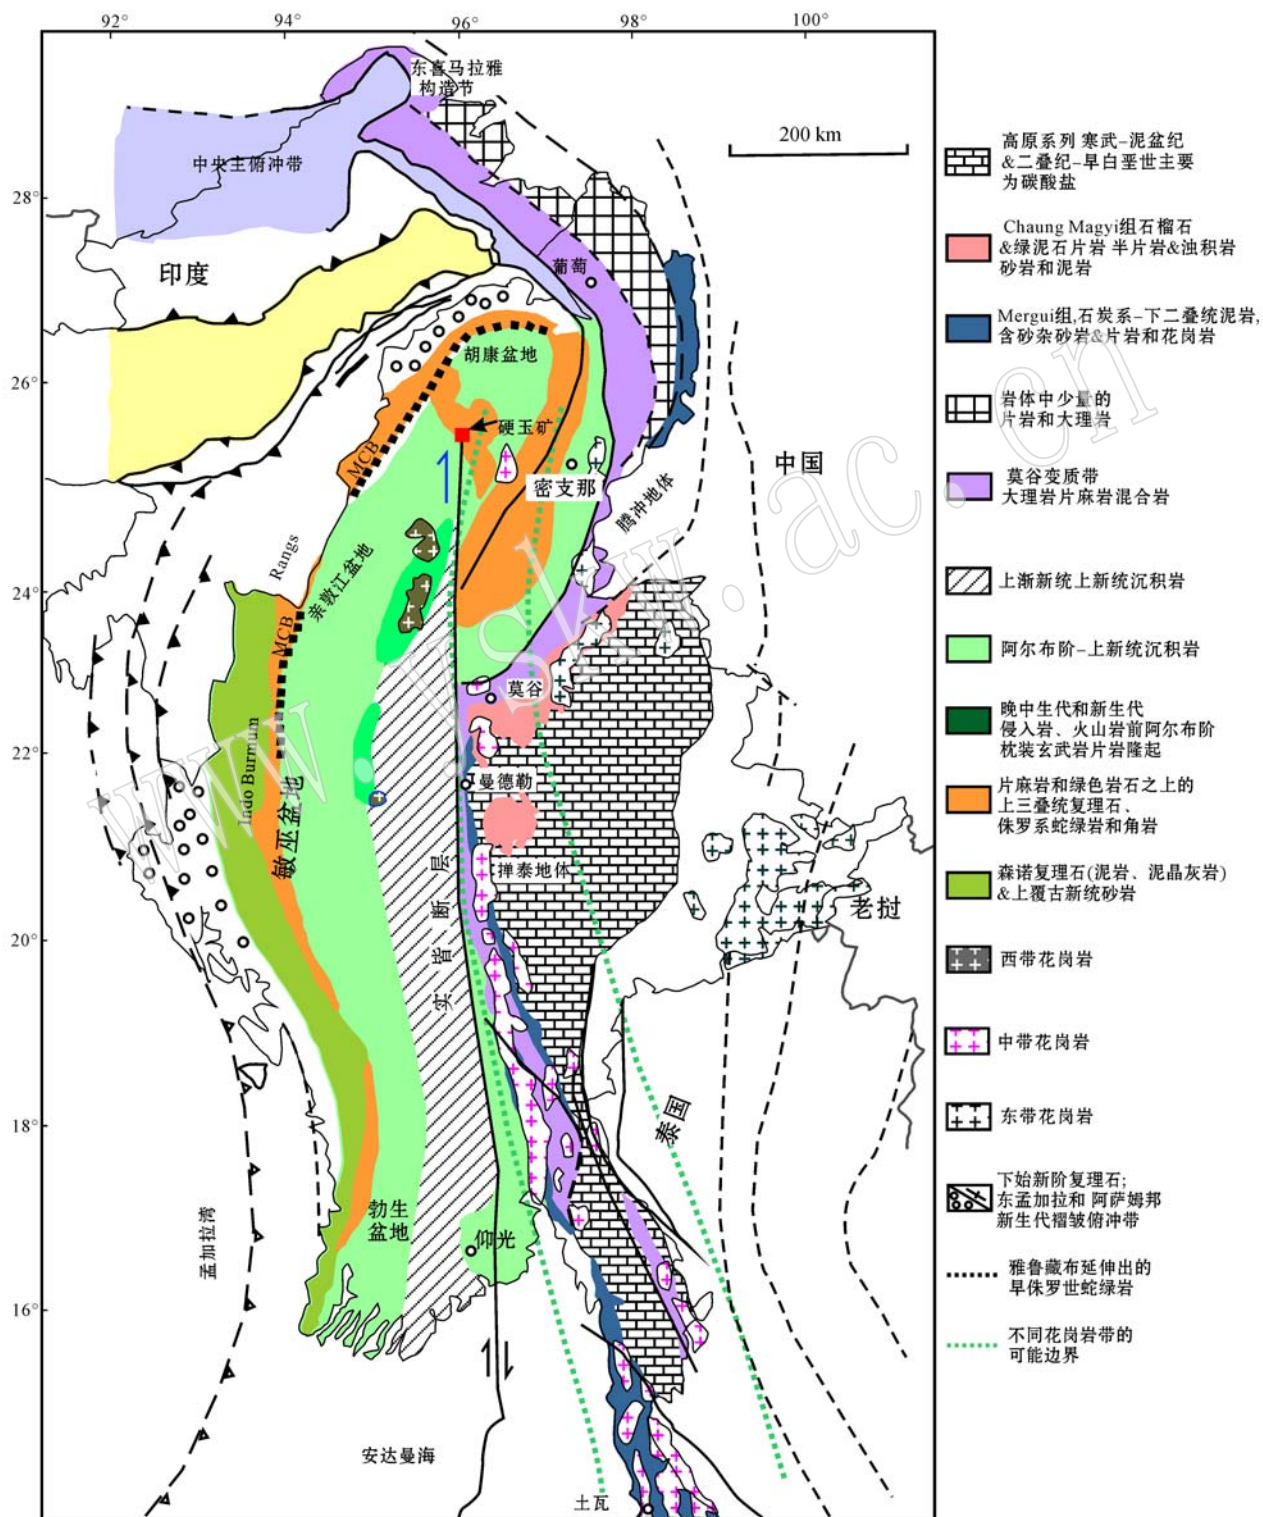 92°
94°
96°
98°
100°
28°
26°
24°
22°
20°
18°
16°
东喜马拉雅
构造节
200 km
中央主俯冲带
印度
葡萄
胡康盆地
硬玉矿
MCB
密支那
中国
腾冲地体
Rangs
亲敦江盆地
MCB
莫谷
Indo Burmum
曼德勒
敏巫盆地
掸泰地体
实皆断层
老挝
泰国
勃生
盆地
仰光
孟加拉湾
安达曼海
土瓦
高原系列 寒武–泥盆纪
&二叠纪–早白垩世主要
为碳酸盐
Chaung Magyi组石榴石
&绿泥石片岩 半片岩&浊积岩
砂岩和泥岩
Mergui组,石炭系–下二叠统泥岩,
含砂杂砂岩&片岩和花岗岩
岩体中少量的
片岩和大理岩
莫谷变质带
大理岩片麻岩混合岩
上渐新统上新统沉积岩
阿尔布阶–上新统沉积岩
晚中生代和新生代
侵入岩、火山岩前阿尔布阶
枕装玄武岩片岩隆起
片麻岩和绿色岩石之上的
上三叠统复理石、
侏罗系蛇绿岩和角岩
森诺复理石(泥岩、泥晶灰岩)
&上覆古新统砂岩
西带花岗岩
中带花岗岩
东带花岗岩
下始新阶复理石;
东孟加拉和 阿萨姆邦
新生代褶皱俯冲带
雅鲁藏布延伸出的
早侏罗世蛇绿岩
不同花岗岩带的
可能边界
www.yskw.ac.cn